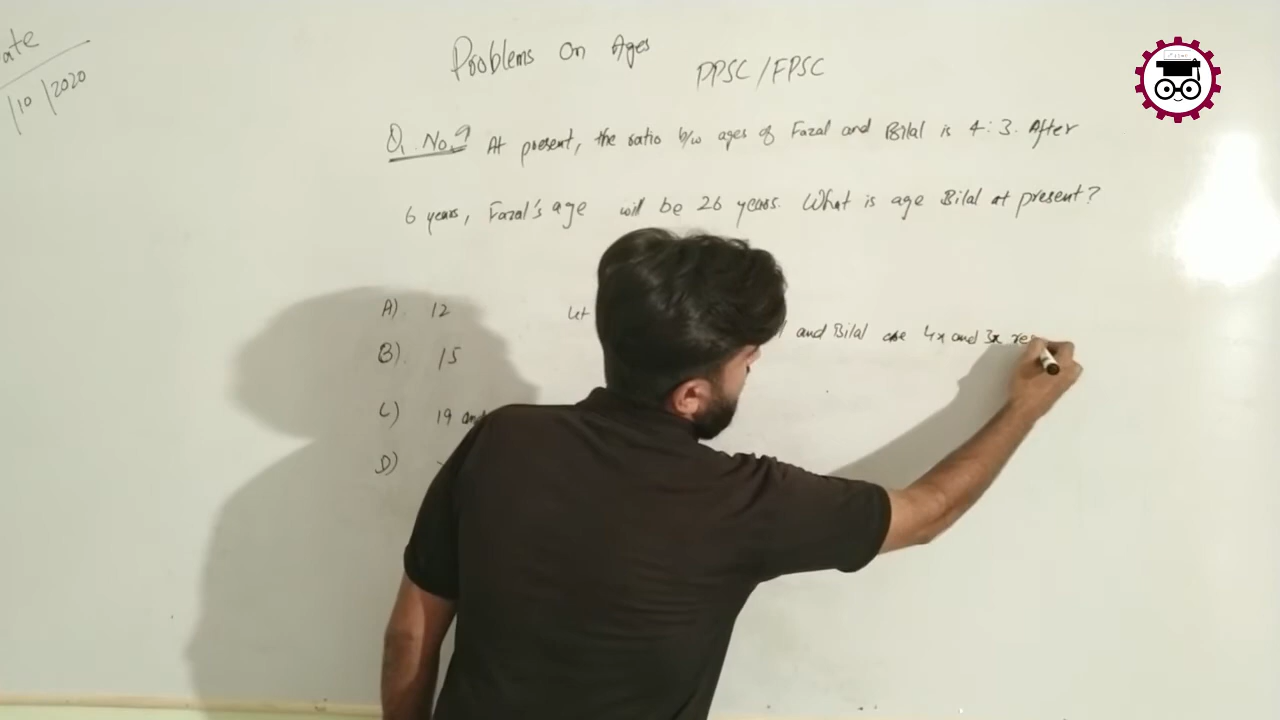 ate
/10/2020
Problems on Ages
PPSC/FPSC
Q. No. 9 At present, the ratio b/w ages of Fazal and Bilal is 4:3. After
6 years, Fazal's age will be 26 years. What is age Bilal at present?
A). 12
B). 15
C) 19 and
D)
Let
and Bilal are 4x and 3x res